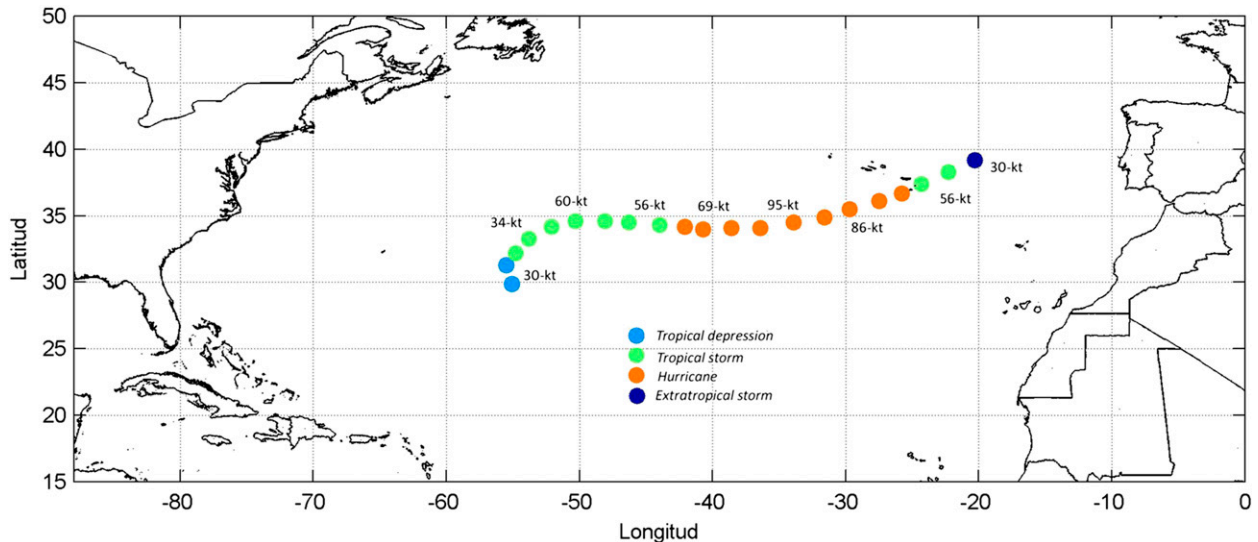 50
45
40
35
30
25
20
15
Latitud
60-kt
56-kt
69-kt
95-kt
34-kt
86-kt
56-kt
30-kt
30-kt
Tropical depression
Tropical storm
Hurricane
Extratropical storm
-80 -70 -60 -50 -40 -30 -20 -10 0
Longitud